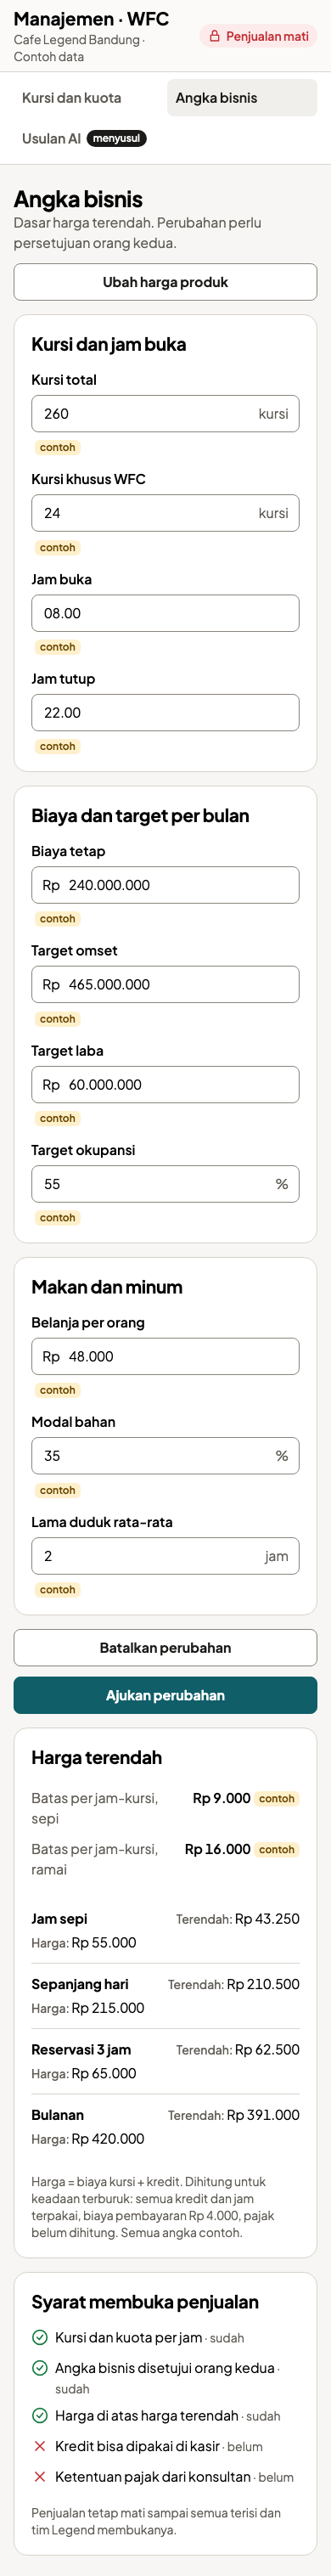 Manajemen · WFC
Cafe Legend Bandung ·
Contoh data
Penjualan mati
Kursi dan kuota
Angka bisnis
Usulan AI menyusul
Angka bisnis
Dasar harga terendah. Perubahan perlu
persetujuan orang kedua.
Ubah harga produk
Kursi dan jam buka
Kursi total
260 kursi
contoh
Kursi khusus WFC
24 kursi
contoh
Jam buka
08.00
contoh
Jam tutup
22.00
contoh
Biaya dan target per bulan
Biaya tetap
Rp 240.000.000
contoh
Target omset
Rp 465.000.000
contoh
Target laba
Rp 60.000.000
contoh
Target okupansi
55 %
contoh
Makan dan minum
Belanja per orang
Rp 48.000
contoh
Modal bahan
35 %
contoh
Lama duduk rata-rata
2 jam
contoh
Batalkan perubahan
Ajukan perubahan
Harga terendah
Batas per jam-kursi,
sepi
Rp 9.000 contoh
Batas per jam-kursi,
ramai
Rp 16.000 contoh
Jam sepi Terendah: Rp 43.250
Harga: Rp 55.000
Sepanjang hari Terendah: Rp 210.500
Harga: Rp 215.000
Reservasi 3 jam Terendah: Rp 62.500
Harga: Rp 65.000
Bulanan Terendah: Rp 391.000
Harga: Rp 420.000
Harga = biaya kursi + kredit. Dihitung untuk
keadaan terburuk: semua kredit dan jam
terpakai, biaya pembayaran Rp 4.000, pajak
belum dihitung. Semua angka contoh.
Syarat membuka penjualan
Kursi dan kuota per jam · sudah
Angka bisnis disetujui orang kedua ·
sudah
Harga di atas harga terendah · sudah
Kredit bisa dipakai di kasir · belum
Ketentuan pajak dari konsultan · belum
Penjualan tetap mati sampai semua terisi dan
tim Legend membukanya.